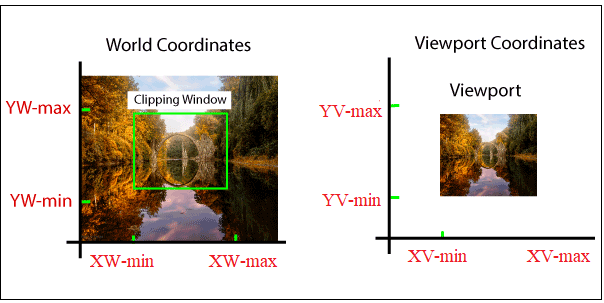 World Coordinates
Clipping Window
YW-max
YW-min
XW-min
XW-max
Viewport Coordinates
Viewport
YV-max
YV-min
XV-min
XV-max